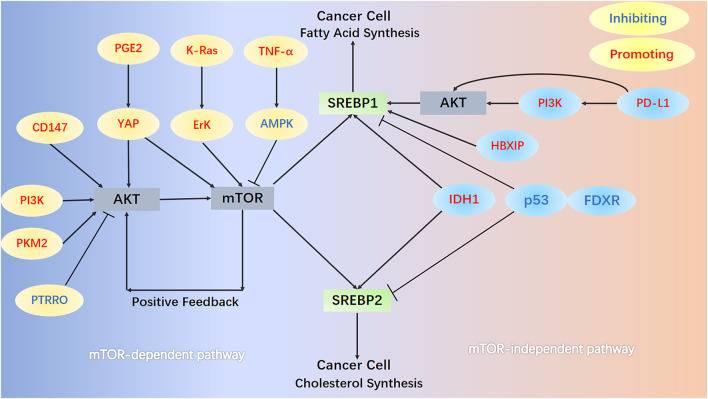 Cancer Cell
Fatty Acid Synthesis
Inhibiting
Promoting
PGE2
K-Ras
TNF-α
SREBP1
AKT
PI3K
PD-L1
CD147
YAP
ErK
AMPK
HBXIP
PI3K
AKT
mTOR
IDH1
p53
FDXR
PKM2
PTRRO
Positive Feedback
SREBP2
mTOR-dependent pathway
mTOR-independent pathway
Cancer Cell
Cholesterol Synthesis